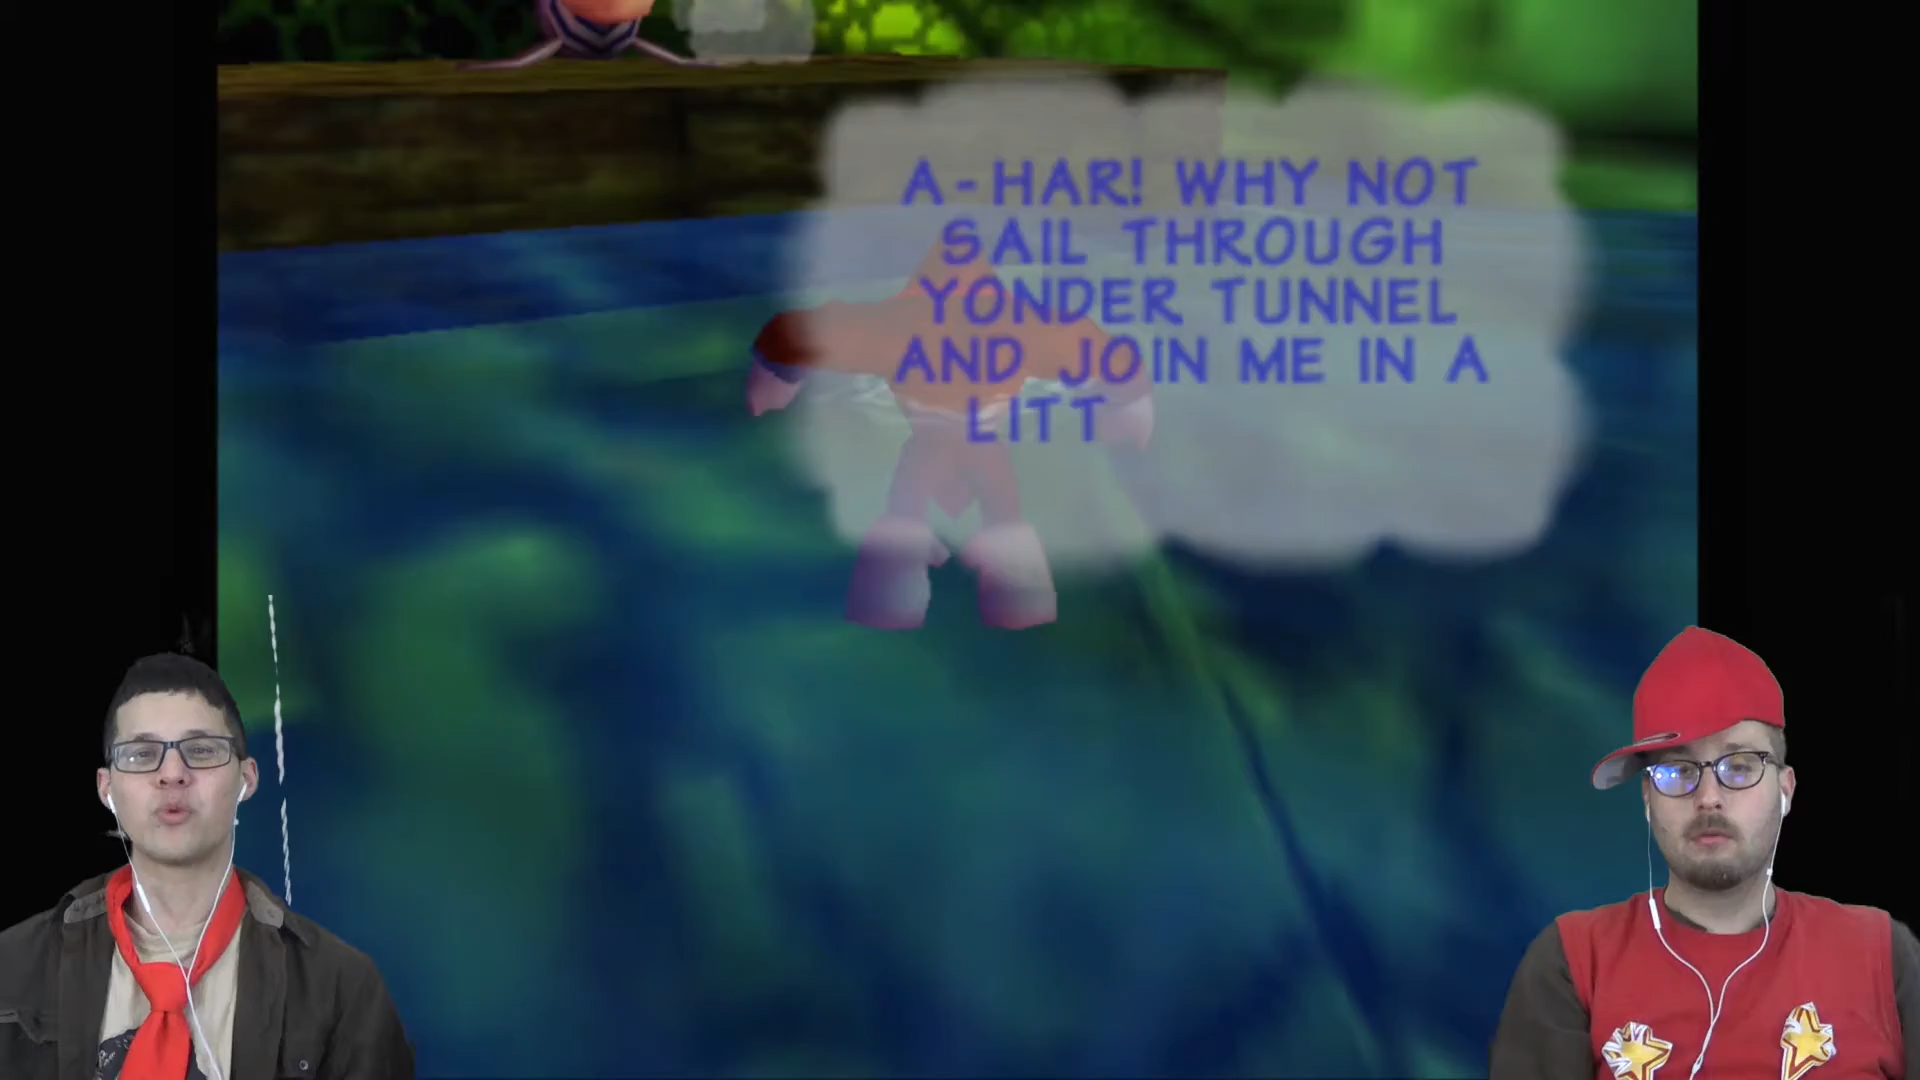 A-HAR! WHY NOT
SAIL THROUGH
YONDER TUNNEL
AND JOIN ME IN A
LITT